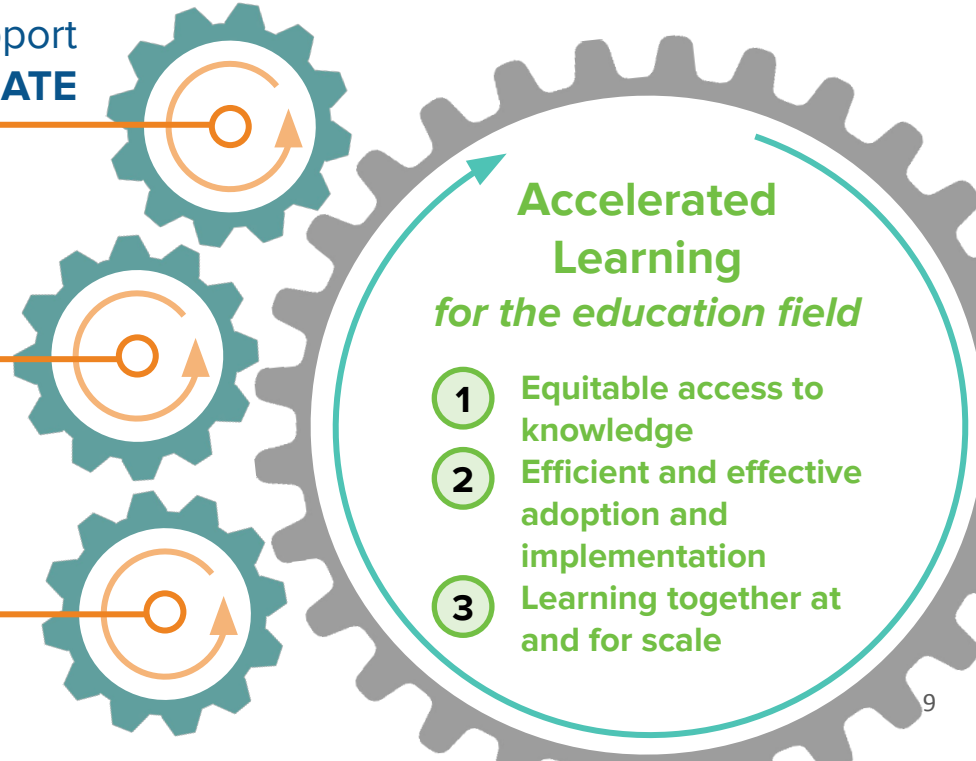 port
ATE
Accelerated
Learning
for the education field
1 Equitable access to
knowledge
2 Efficient and effective
adoption and
implementation
3 Learning together at
and for scale
9